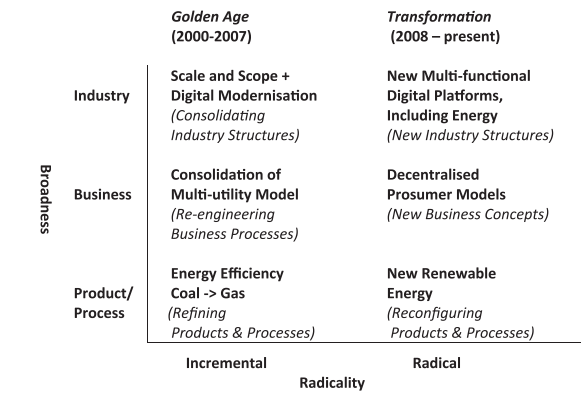 Golden Age
(2000-2007)
Transformation
(2008 – present)
Broadness
Industry
Scale and Scope +
Digital Modernisation
(Consolidating
Industry Structures)
New Multi-functional
Digital Platforms,
Including Energy
(New Industry Structures)
Business
Consolidation of
Multi-utility Model
(Re-engineering
Business Processes)
Decentralised
Prosumer Models
(New Business Concepts)
Product/
Process
Energy Efficiency
Coal -> Gas
(Refining
Products & Processes)
New Renewable
Energy
(Reconfiguring
Products & Processes)
Incremental
Radical
Radicality